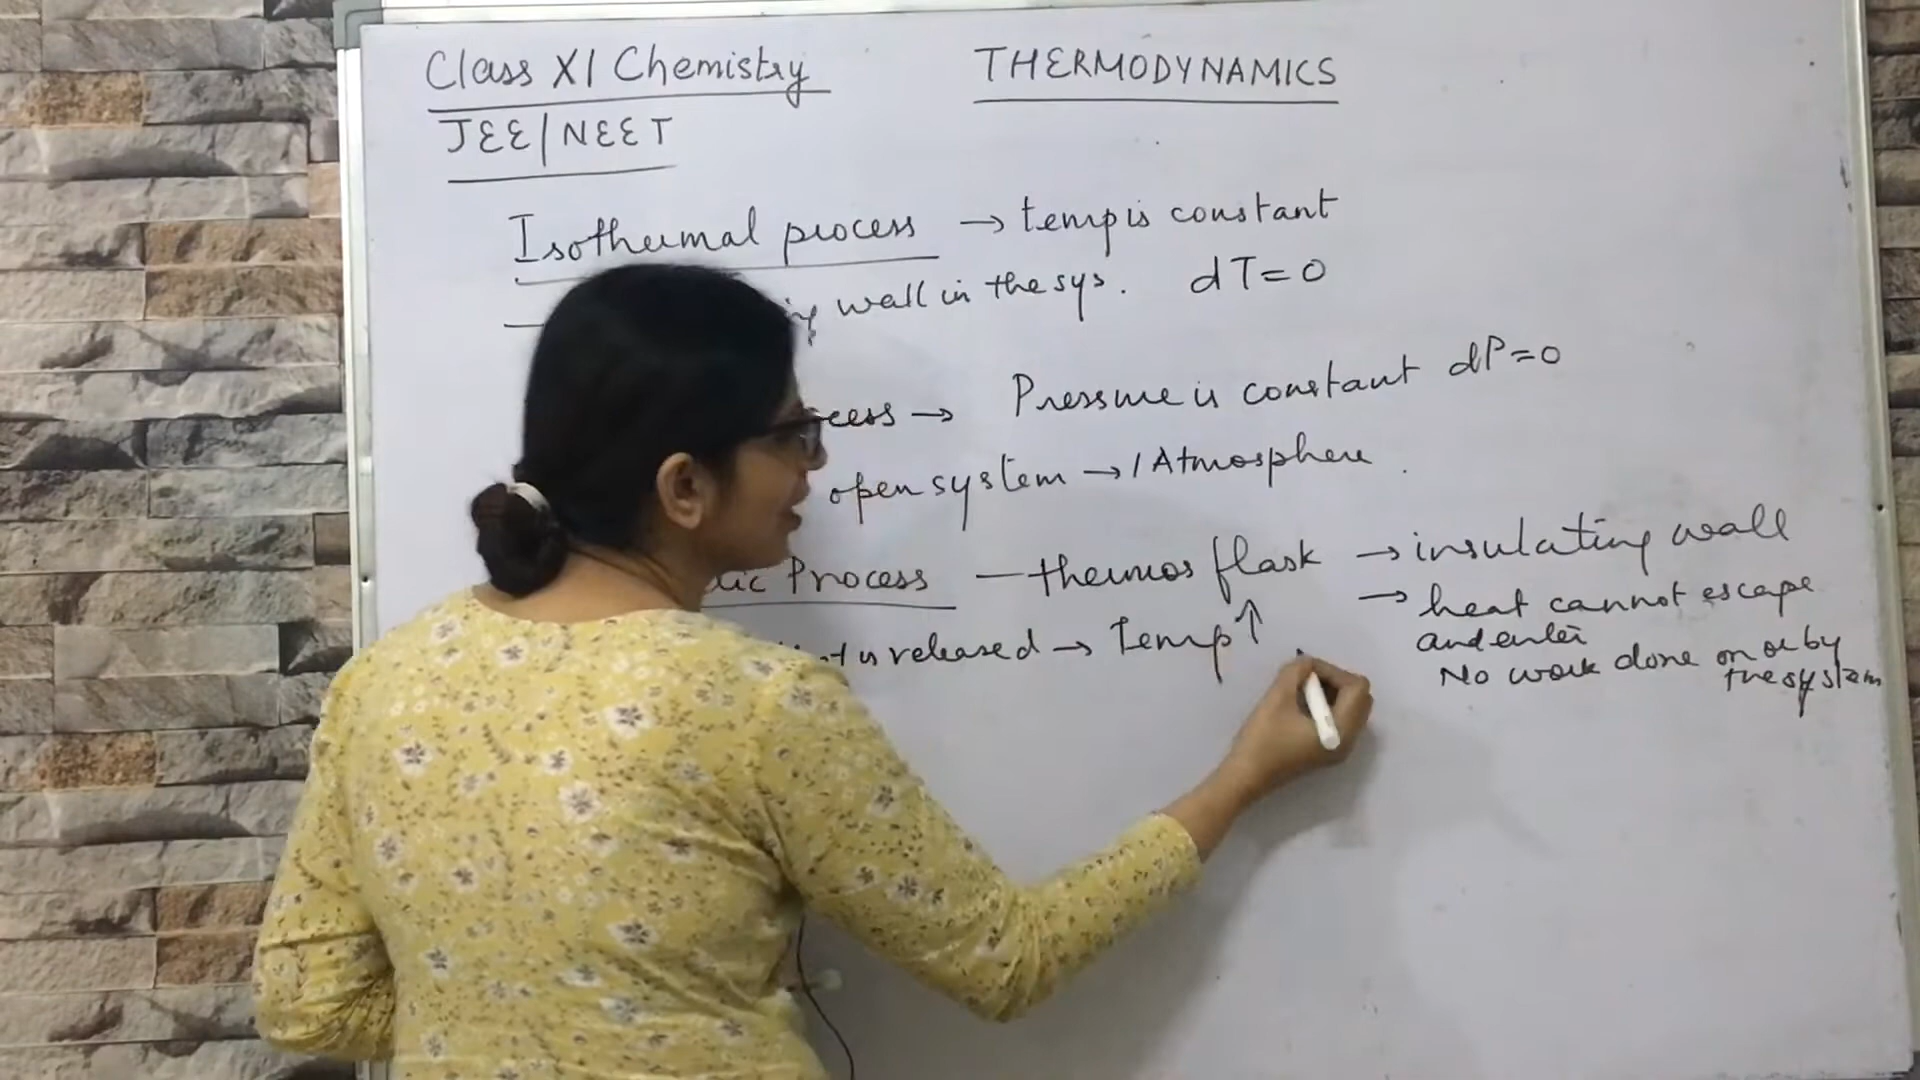 Class XI Chemistry
THERMODYNAMICS
JEE/NEET
Isothermal process → temp is constant
wall in the sys. dT=0
→ Pressure is constant dP=0
open system → 1 Atmosphere.
Process — thermos flask → insulating wall
→ heat cannot escape
and enter
is released → Temp ↑
No work done on or by
the system